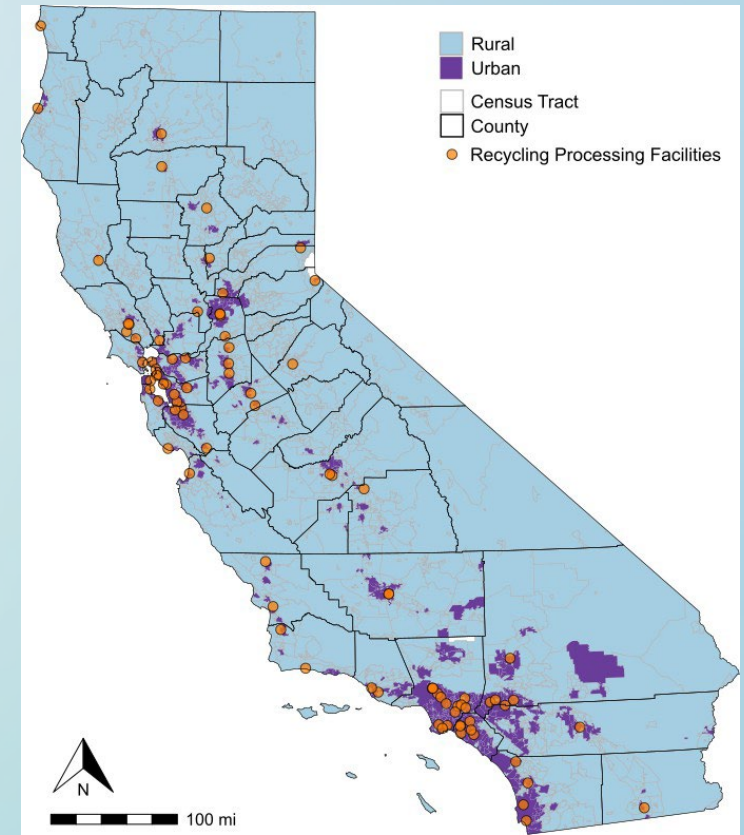 Rural
Urban
Census Tract
County
Recycling Processing Facilities
N
100 mi